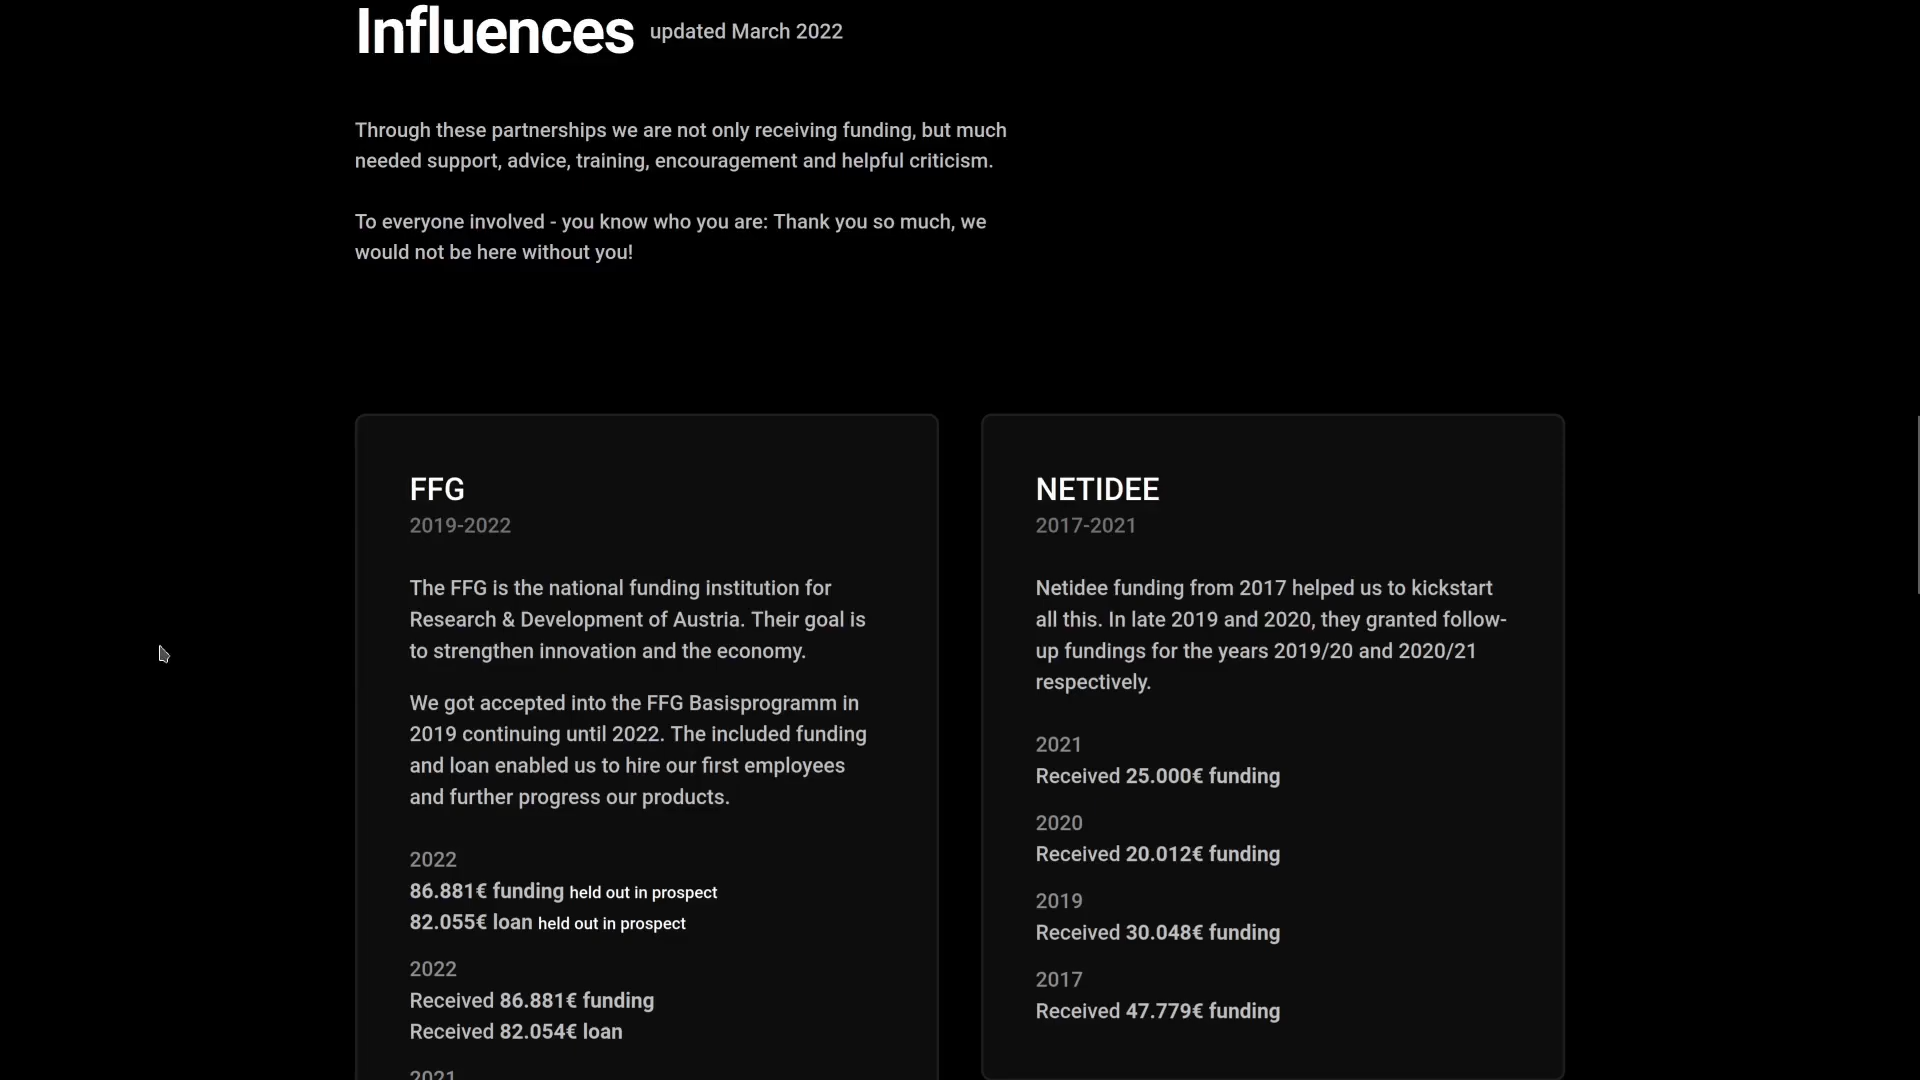 Influences updated March 2022
Through these partnerships we are not only receiving funding, but much
needed support, advice, training, encouragement and helpful criticism.
To everyone involved - you know who you are: Thank you so much, we
would not be here without you!
FFG
2019-2022
The FFG is the national funding institution for
Research & Development of Austria. Their goal is
to strengthen innovation and the economy.
We got accepted into the FFG Basisprogramm in
2019 continuing until 2022. The included funding
and loan enabled us to hire our first employees
and further progress our products.
2022
86.881€ funding held out in prospect
82.055€ loan held out in prospect
2022
Received 86.881€ funding
Received 82.054€ loan
2021
NETIDEE
2017-2021
Netidee funding from 2017 helped us to kickstart
all this. In late 2019 and 2020, they granted follow-
up fundings for the years 2019/20 and 2020/21
respectively.
2021
Received 25.000€ funding
2020
Received 20.012€ funding
2019
Received 30.048€ funding
2017
Received 47.779€ funding